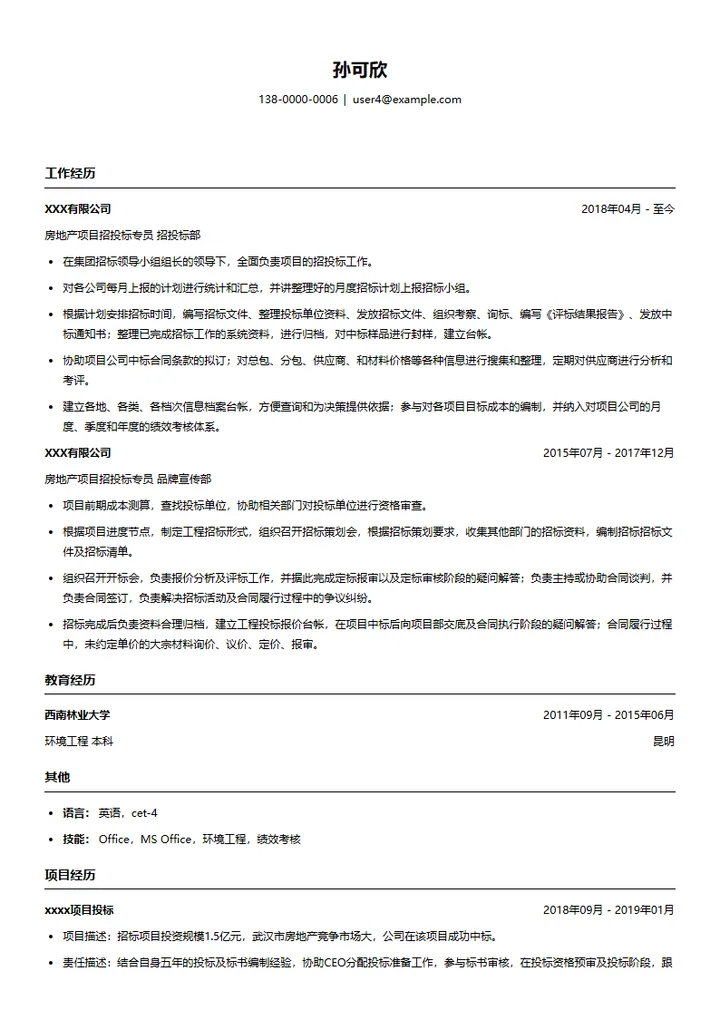 孙可欣
138-0000-0006 | user4@example.com
工作经历
XXX有限公司 2018年04月 - 至今
房地产项目招投标专员 招投标部
• 在集团招标领导小组组长的领导下，全面负责项目的招投标工作。
• 对各公司每月上报的计划进行统计和汇总，并讲整理好的月度招标计划上报招标小组。
• 根据计划安排招标时间，编写招标文件、整理投标单位资料、发放招标文件、组织考察、询标、编写《评标结果报告》、发放中
标通知书；整理已完成招标工作的系统资料，进行归档，对中标样品进行封样，建立台帐。
• 协助项目公司中标合同条款的拟订；对总包、分包、供应商、和材料价格等各种信息进行搜集和整理，定期对供应商进行分析和
考评。
• 建立各地、各类、各档次信息档案台帐，方便查询和为决策提供依据；参与对各项目目标成本的编制，并纳入对项目公司的月
度、季度和年度的绩效考核体系。
XXX有限公司 2015年07月 - 2017年12月
房地产项目招投标专员 品牌宣传部
• 项目前期成本测算，查找投标单位，协助相关部门对投标单位进行资格审查。
• 根据项目进度节点，制定工程招标形式，组织召开招标策划会，根据招标策划要求，收集其他部门的招标资料，编制招标招标文
件及招标清单。
• 组织召开开标会，负责报价分析及评标工作，并据此完成定标报审以及定标审核阶段的疑问解答；负责主持或协助合同谈判，并
负责合同签订，负责解决招标活动及合同履行过程中的争议纠纷。
• 招标完成后负责资料合理归档，建立工程投标报价台帐，在项目中标后向项目部交底及合同执行阶段的疑问解答；合同履行过程
中，未约定单价的大宗材料询价、议价、定价、报审。
教育经历
西南林业大学 2011年09月 - 2015年06月
环境工程 本科 昆明
其他
• 语言： 英语，cet-4
• 技能： Office，MS Office，环境工程，绩效考核
项目经历
xxxx项目投标 2018年09月 - 2019年01月
• 项目描述：招标项目投资规模1.5亿元，武汉市房地产竞争市场大，公司在该项目成功中标。
• 责任描述：结合自身五年的投标及标书编制经验，协助CEO分配投标准备工作，参与标书审核，在投标资格预审及投标阶段，跟